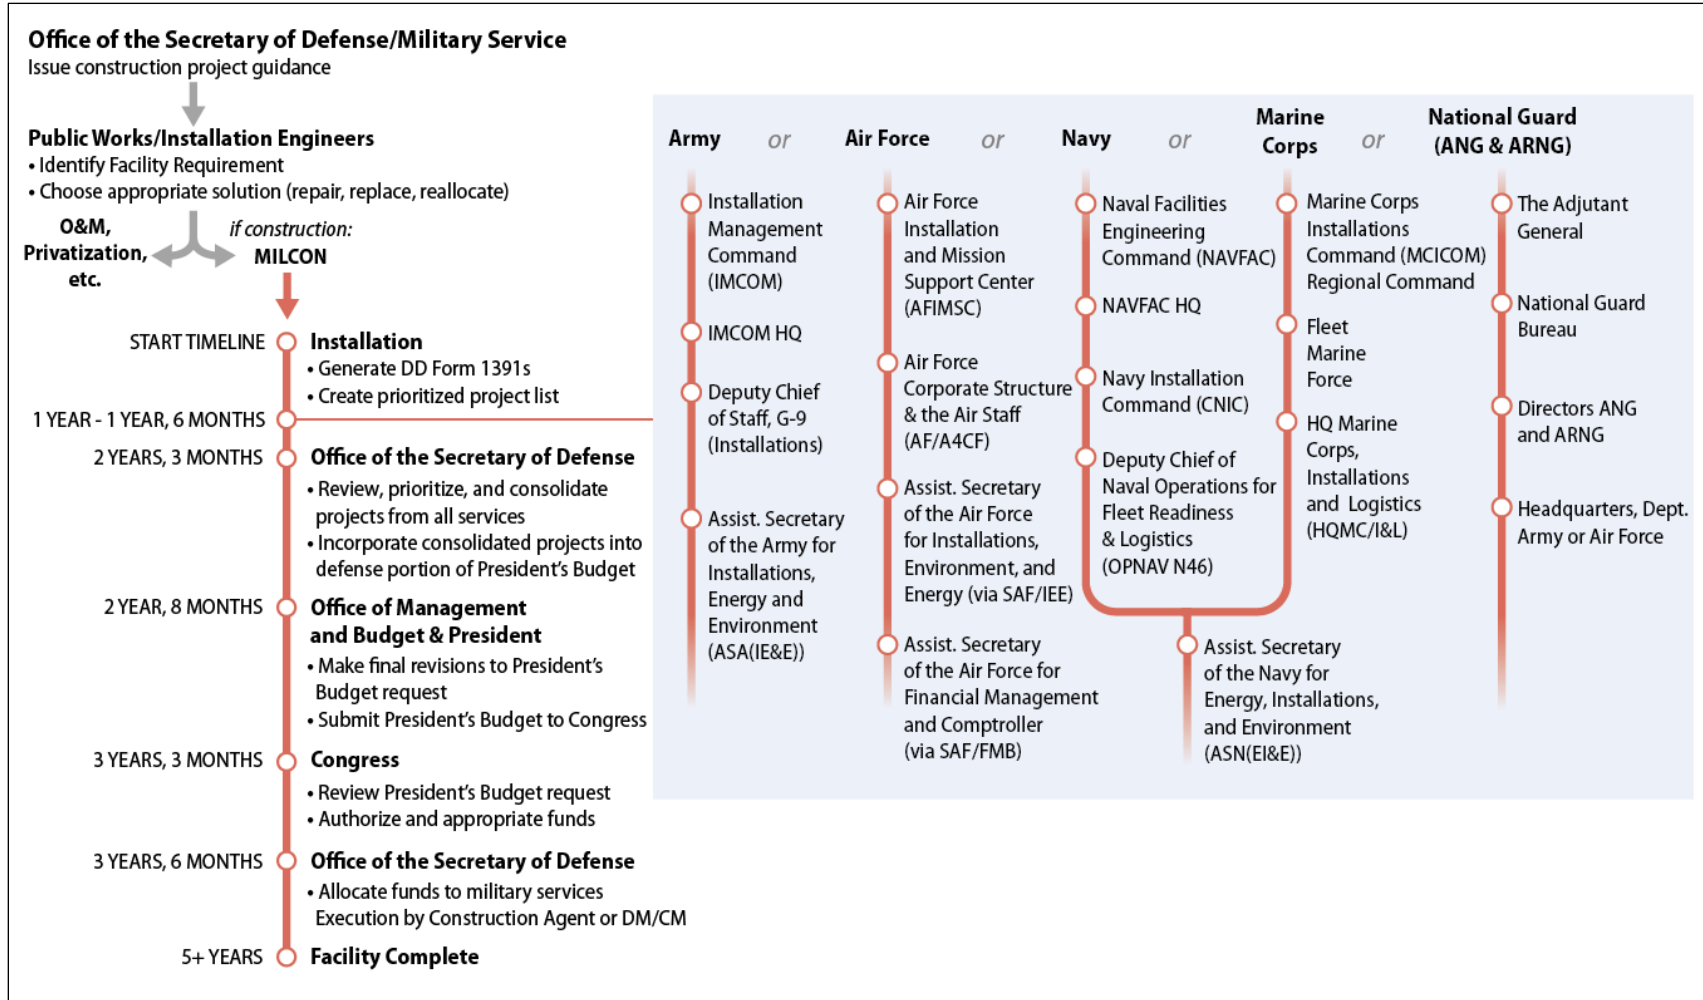 Office of the Secretary of Defense/Military Service
Issue construction project guidance
Public Works/Installation Engineers
• Identify Facility Requirement
• Choose appropriate solution (repair, replace, reallocate)
O&M,
Privatization,
etc.
if construction:
MILCON
START TIMELINE
Installation
• Generate DD Form 1391s
• Create prioritized project list
1 YEAR - 1 YEAR, 6 MONTHS
2 YEARS, 3 MONTHS
Office of the Secretary of Defense
• Review, prioritize, and consolidate
projects from all services
• Incorporate consolidated projects into
defense portion of President's Budget
2 YEAR, 8 MONTHS
Office of Management
and Budget & President
• Make final revisions to President's
Budget request
• Submit President's Budget to Congress
3 YEARS, 3 MONTHS
Congress
• Review President's Budget request
• Authorize and appropriate funds
3 YEARS, 6 MONTHS
Office of the Secretary of Defense
• Allocate funds to military services
Execution by Construction Agent or DM/CM
5+ YEARS
Facility Complete
Army
or
Air Force
or
Navy
or
Marine
Corps
or
National Guard
(ANG & ARNG)
Installation
Management
Command
(IMCOM)
IMCOM HQ
Deputy Chief
of Staff, G-9
(Installations)
Assist. Secretary
of the Army for
Installations,
Energy and
Environment
(ASA(IE&E))
Air Force
Installation
and Mission
Support Center
(AFIMSC)
Air Force
Corporate Structure
& the Air Staff
(AF/A4CF)
Assist. Secretary
of the Air Force
for Installations,
Environment, and
Energy (via SAF/IEE)
Assist. Secretary
of the Air Force for
Financial Management
and Comptroller
(via SAF/FMB)
Naval Facilities
Engineering
Command (NAVFAC)
NAVFAC HQ
Navy Installation
Command (CNIC)
Deputy Chief of
Naval Operations for
Fleet Readiness
& Logistics
(OPNAV N46)
Marine Corps
Installations
Command (MCICOM)
Regional Command
Fleet
Marine
Force
HQ Marine
Corps,
Installations
and Logistics
(HQMC/I&L)
Assist. Secretary
of the Navy for
Energy, Installations,
and Environment
(ASN(EI&E))
The Adjutant
General
National Guard
Bureau
Directors ANG
and ARNG
Headquarters, Dept.
Army or Air Force